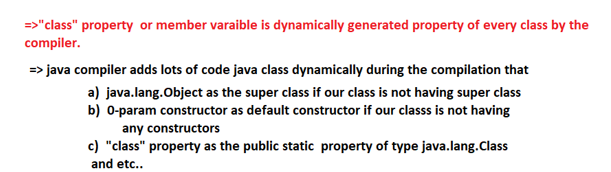 =>"class" property or member varaible is dynamically generated property of every class by the
compiler.
=> java compiler adds lots of code java class dynamically during the compilation that
a) java.lang.Object as the super class if our class is not having super class
b) 0-param constructor as default constructor if our classs is not having
any constructors
c) "class" property as the public static property of type java.lang.Class
and etc..